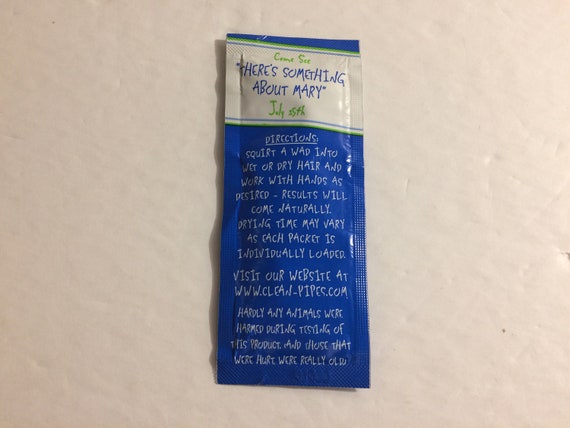 Come See
"THERE'S SOMETHING
ABOUT MARY"
July 15th
DIRECTIONS:
SQUIRT A WAD INTO
WET OR DRY HAIR AND
WORK WITH HANDS AS
DESIRED - RESULTS WILL
COME NATURALLY.
DRYING TIME MAY VARY
AS EACH PACKET IS
INDIVIDUALLY LOADED.
VISIT OUR WEBSITE AT
WWW.CLEAN-PIPES.COM
HARDLY ANY ANIMALS WERE
HARMED DURING TESTING OF
THIS PRODUCT. (AND THOSE THAT
WERE HURT, WERE REALLY OLD)